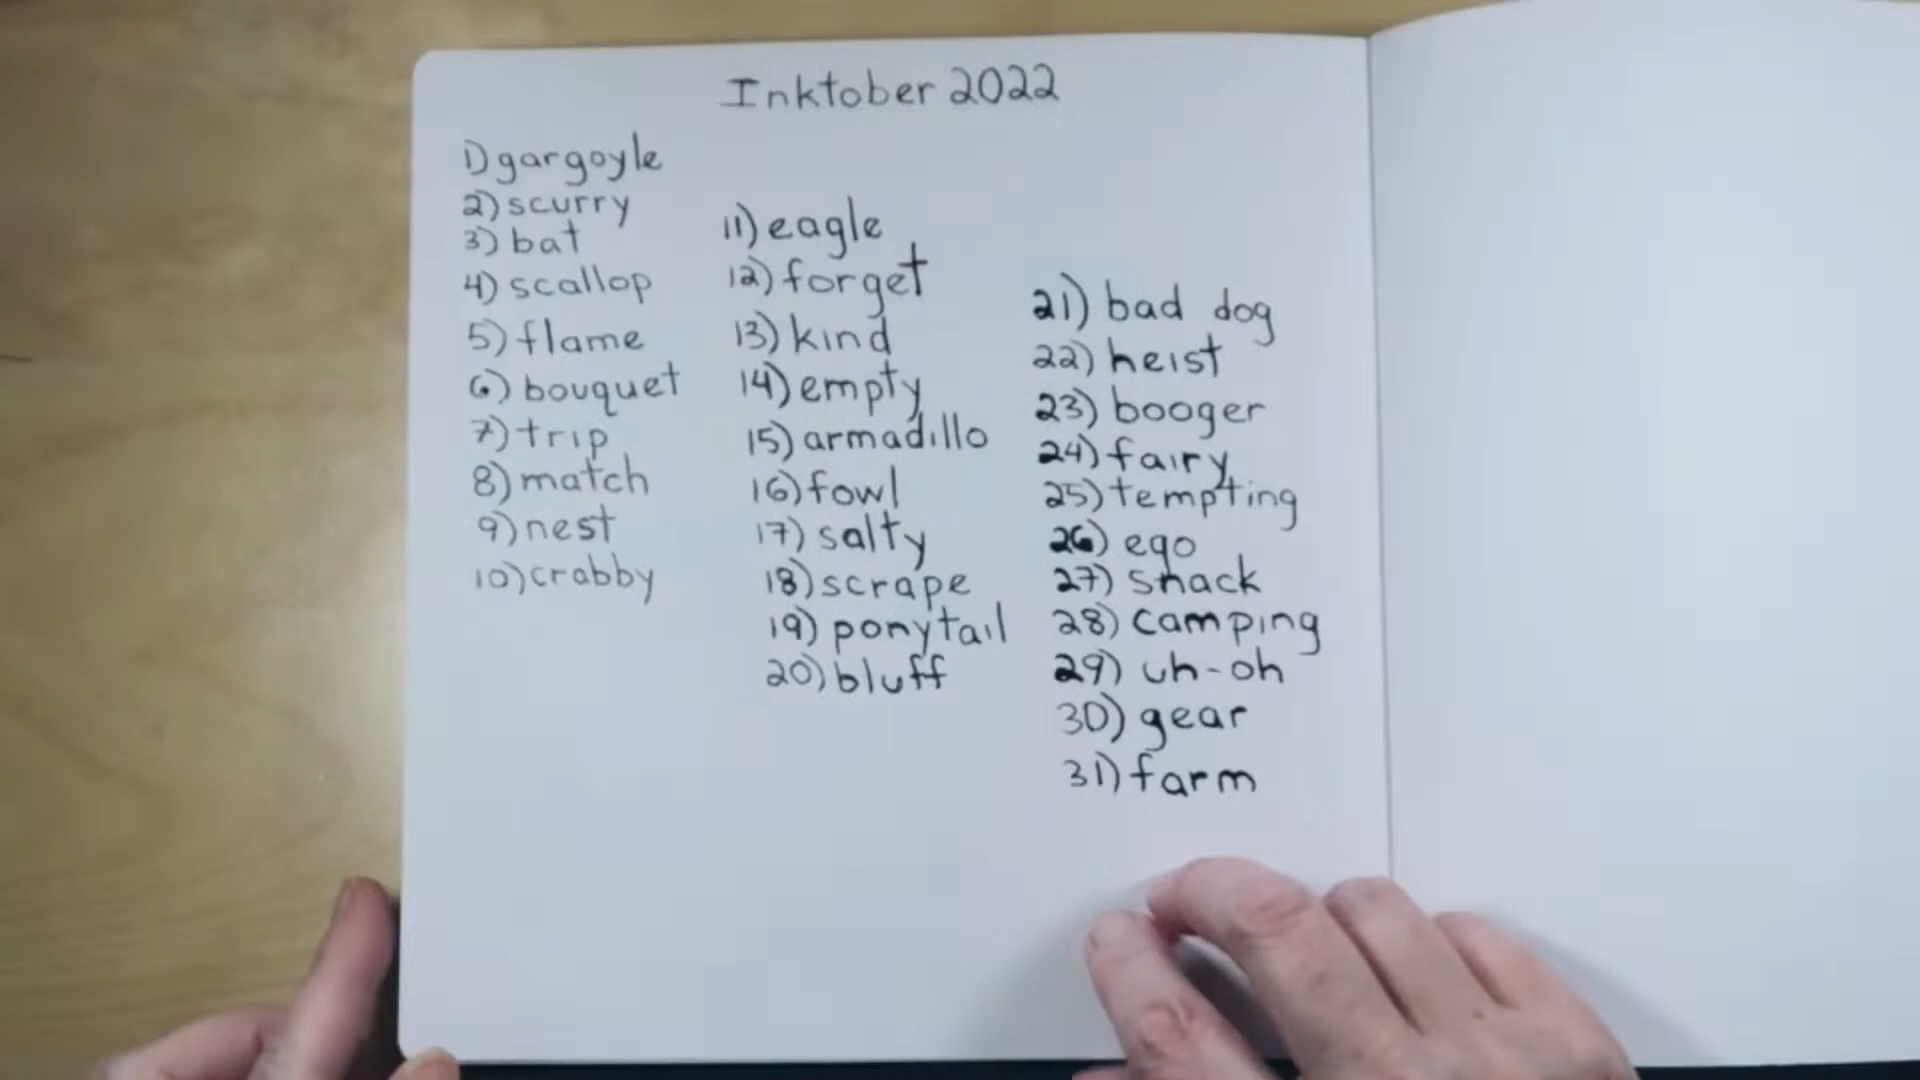 Inktober 2022
1) gargoyle
2) scurry
3) bat
4) scallop
5) flame
6) bouquet
7) trip
8) match
9) nest
10) crabby
11) eagle
12) forget
13) kind
14) empty
15) armadillo
16) fowl
17) salty
18) scrape
19) ponytail
20) bluff
21) bad dog
22) heist
23) booger
24) fairy
25) tempting
26) ego
27) snack
28) camping
29) uh-oh
30) gear
31) farm